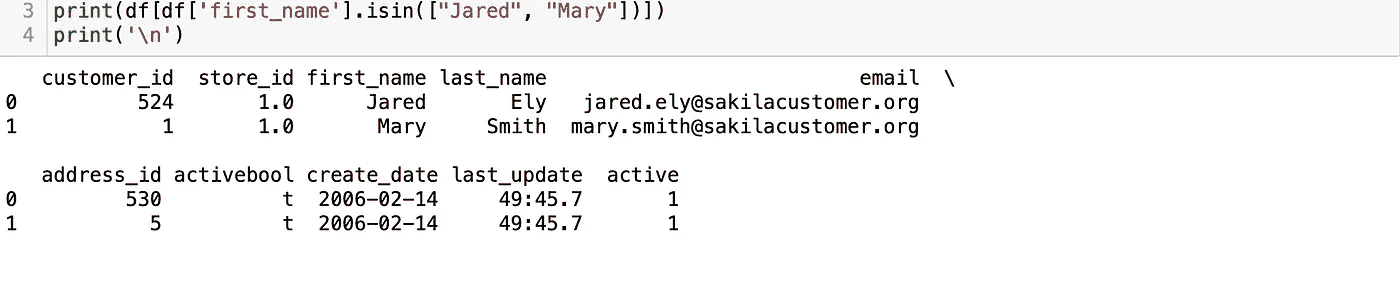 3 print(df[df['first_name'].isin(["Jared", "Mary"])])
4 print('\n')
customer_id store_id first_name last_name email \
0 524 1.0 Jared Ely jared.ely@sakilacustomer.org
1 1 1.0 Mary Smith mary.smith@sakilacustomer.org
address_id activebool create_date last_update active
0 530 t 2006-02-14 49:45.7 1
1 5 t 2006-02-14 49:45.7 1